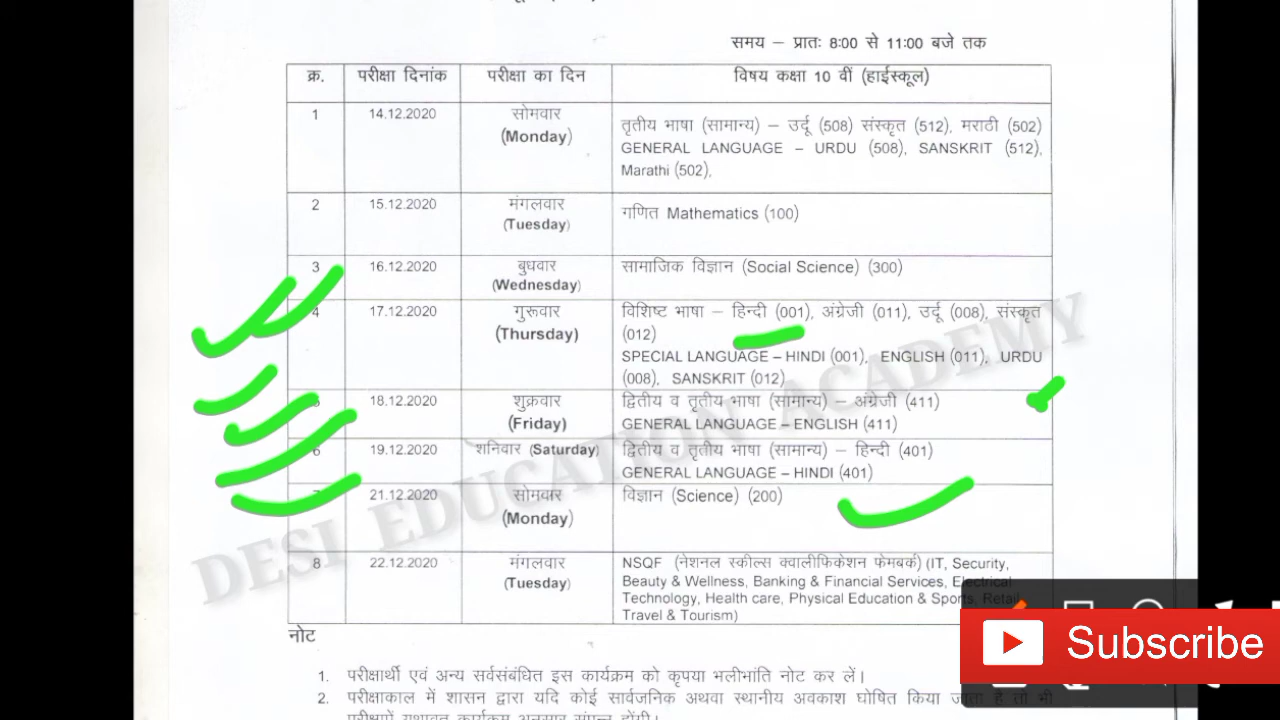 समय – प्रातः 8:00 से 11:00 बजे तक
क्र. परीक्षा दिनांक परीक्षा का दिन विषय कक्षा 10 वीं (हाईस्कूल)
1 14.12.2020 सोमवार
(Monday)
तृतीय भाषा (सामान्य) – उर्दू (508) संस्कृत (512), मराठी (502)
GENERAL LANGUAGE – URDU (508), SANSKRIT (512),
Marathi (502),
2 15.12.2020 मंगलवार
(Tuesday)
गणित Mathematics (100)
3 16.12.2020 बुधवार
(Wednesday)
सामाजिक विज्ञान (Social Science) (300)
4 17.12.2020 गुरूवार
(Thursday)
विशिष्ट भाषा – हिन्दी (001), अंग्रेजी (011), उर्दू (008), संस्कृत
(012)
SPECIAL LANGUAGE – HINDI (001), ENGLISH (011), URDU
(008), SANSKRIT (012)
5 18.12.2020 शुक्रवार
(Friday)
द्वितीय व तृतीय भाषा (सामान्य) – अंग्रेजी (411)
GENERAL LANGUAGE – ENGLISH (411)
6 19.12.2020 शनिवार (Saturday)
द्वितीय व तृतीय भाषा (सामान्य) – हिन्दी (401)
GENERAL LANGUAGE – HINDI (401)
7 21.12.2020 सोमवार
(Monday)
विज्ञान (Science) (200)
8 22.12.2020 मंगलवार
(Tuesday)
NSQF (नेशनल स्कील्स क्वालीफिकेशन फेमबर्क) (IT, Security,
Beauty & Wellness, Banking & Financial Services, Electrical
Technology, Health care, Physical Education & Sports, Retail
Travel & Tourism)
DESI EDUCATION ACADEMY
नोट
1. परीक्षार्थी एवं अन्य सर्वसंबंधित इस कार्यक्रम को कृपया भलीभांति नोट कर लें।
2. परीक्षाकाल में शासन द्वारा यदि कोई सार्वजनिक अथवा स्थानीय अवकाश घोषित किया जाता है तो भी
Subscribe